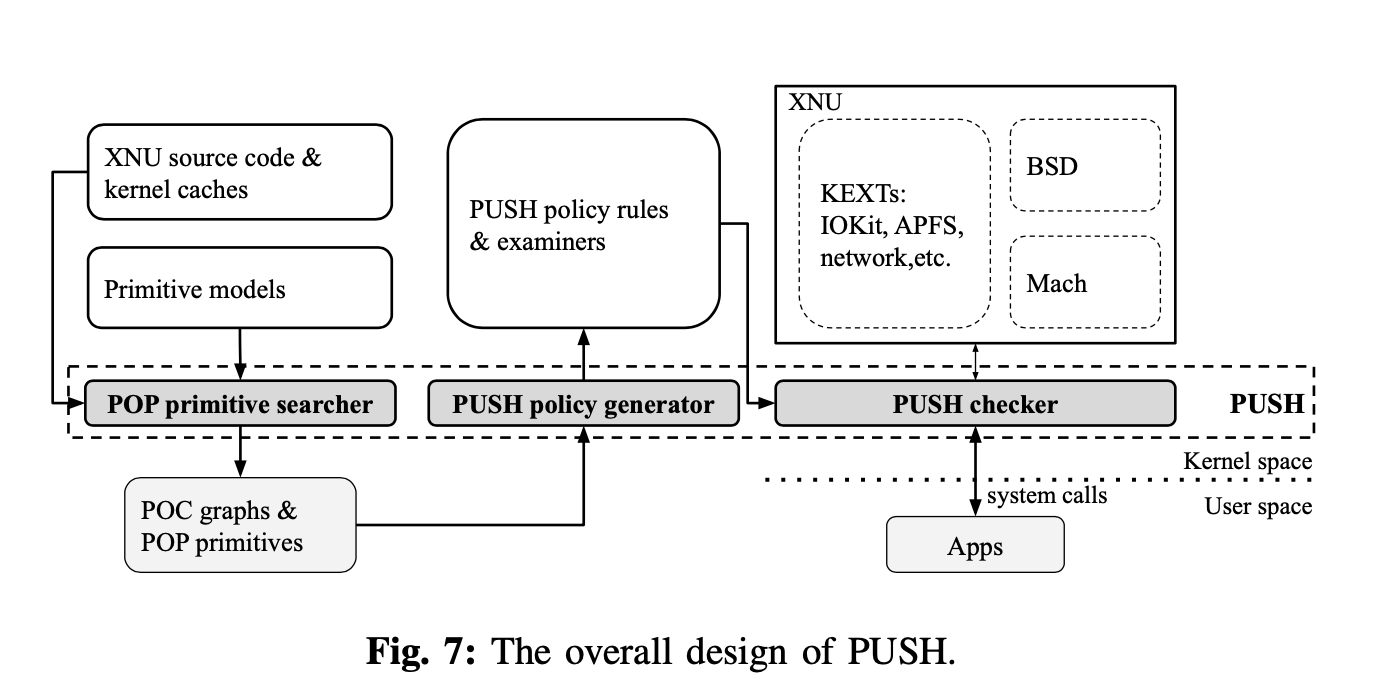 XNU
XNU source code &
kernel caches
BSD
PUSH policy rules
& examiners
KEXTs:
IOKit, APFS,
network,etc.
Primitive models
Mach
POP primitive searcher
PUSH policy generator
PUSH checker
PUSH
Kernel space
system calls
User space
POC graphs &
POP primitives
Apps
Fig. 7: The overall design of PUSH.